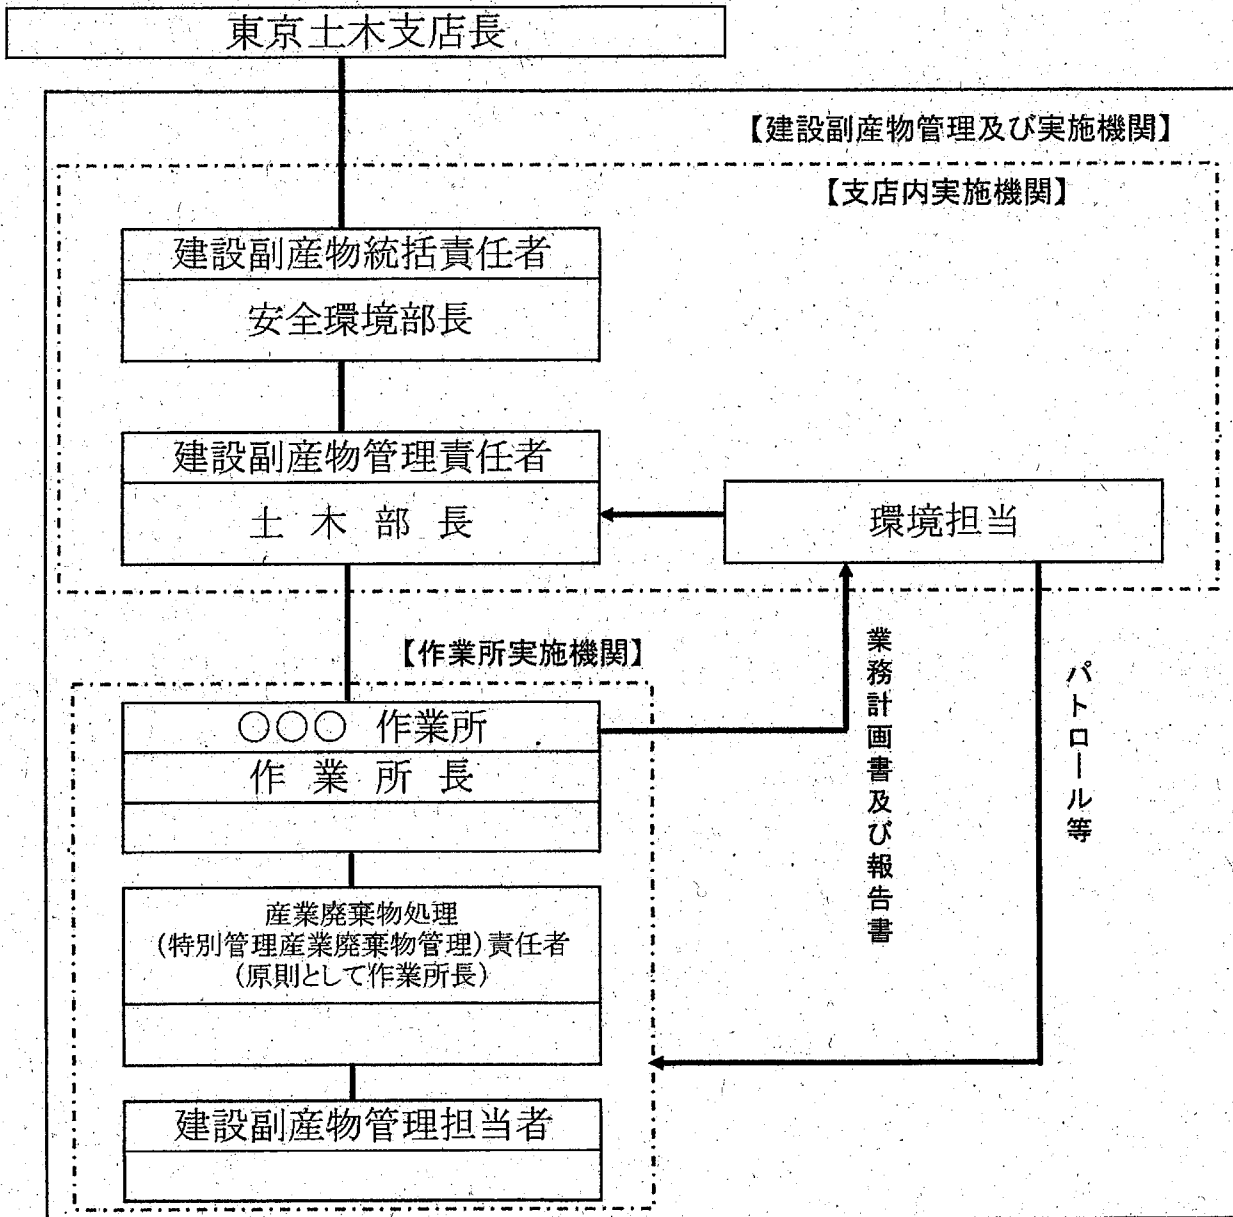 東京土木支店長
【建設副産物管理及び実施機関】
【支店内実施機関】
建設副産物統括責任者
安全環境部長
建設副産物管理責任者
土木部長
環境担当
【作業所実施機関】
業務計画書及び報告書
パトロール等
〇〇〇 作業所
作業所長
産業廃棄物処理
(特別管理産業廃棄物管理)責任者
(原則として作業所長)
建設副産物管理担当者